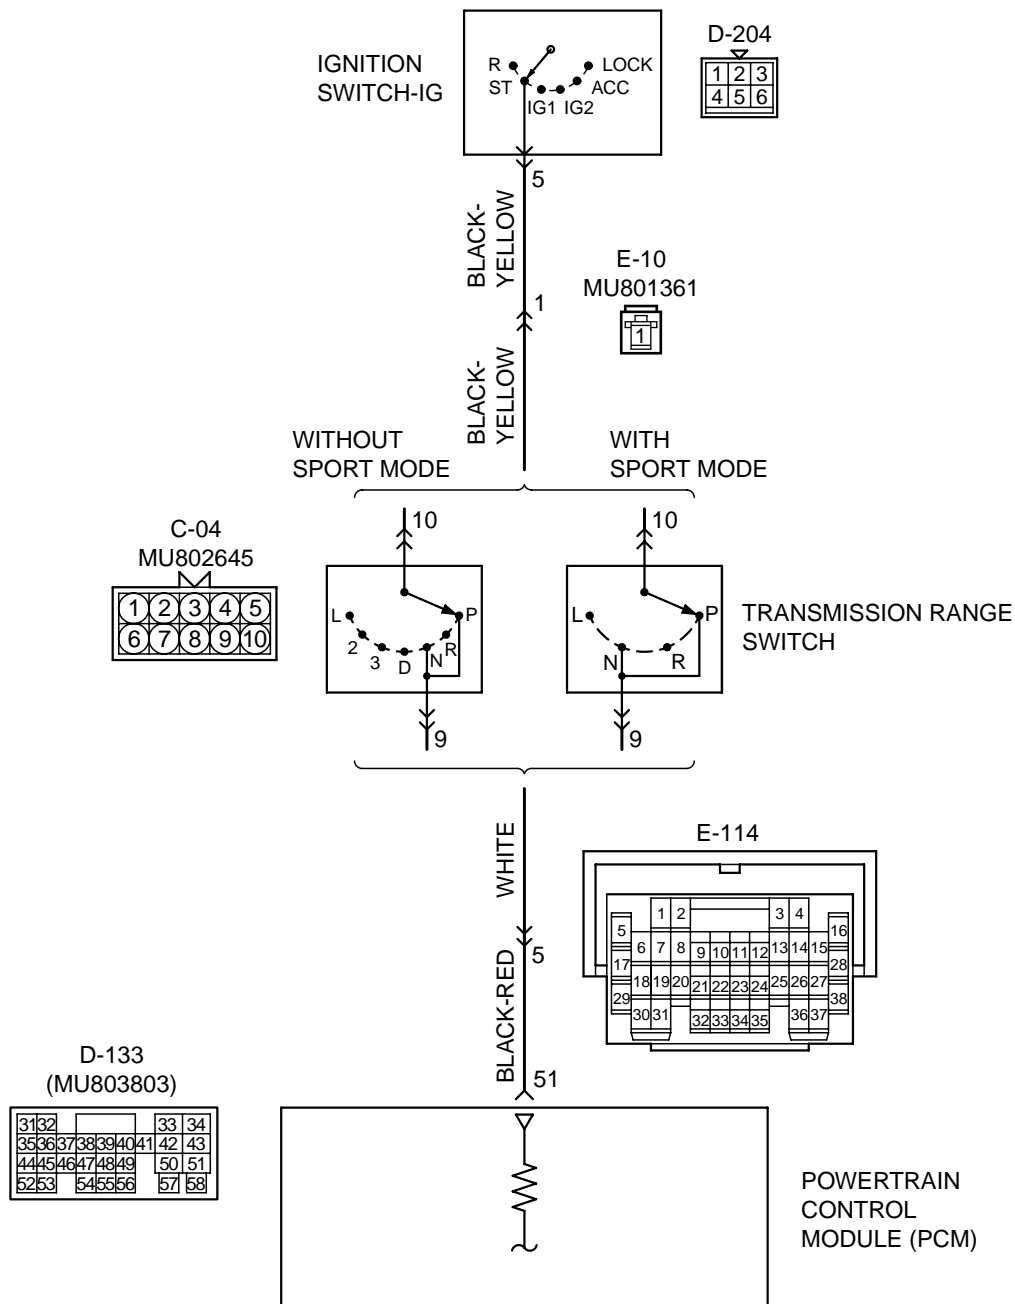 IGNITION
SWITCH-IG
R
LOCK
ST
ACC
IG1
IG2
D-204
1 2 3
4 5 6
5
BLACK-
YELLOW
1
E-10
MU801361
1
BLACK-
YELLOW
WITHOUT
SPORT MODE
WITH
SPORT MODE
10
10
C-04
MU802645
1 2 3 4 5
6 7 8 9 10
L
2
3
D
N
R
P
L
N
R
P
TRANSMISSION RANGE
SWITCH
9
9
WHITE
5
BLACK-RED
51
E-114
1 2 3 4
5 16
6 7 8 9 10 11 12 13 14 15
17 28
18 19 20 21 22 23 24 25 26 27
29 38
30 31 32 33 34 35 36 37
D-133
(MU803803)
31 32 33 34
35 36 37 38 39 40 41 42 43
44 45 46 47 48 49 50 51
52 53 54 55 56 57 58
POWERTRAIN
CONTROL
MODULE (PCM)